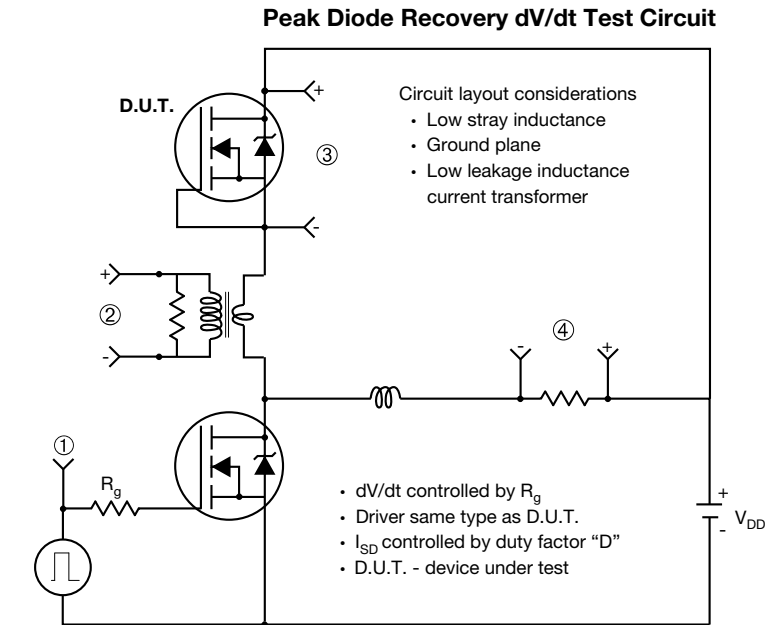 Peak Diode Recovery dV/dt Test Circuit
D.U.T.
+
Circuit layout considerations
• Low stray inductance
• Ground plane
• Low leakage inductance
current transformer
③
-
+
②
-
④
-
+
①
Rg
• dV/dt controlled by Rg
• Driver same type as D.U.T.
• ISD controlled by duty factor “D”
• D.U.T. - device under test
+
VDD
-